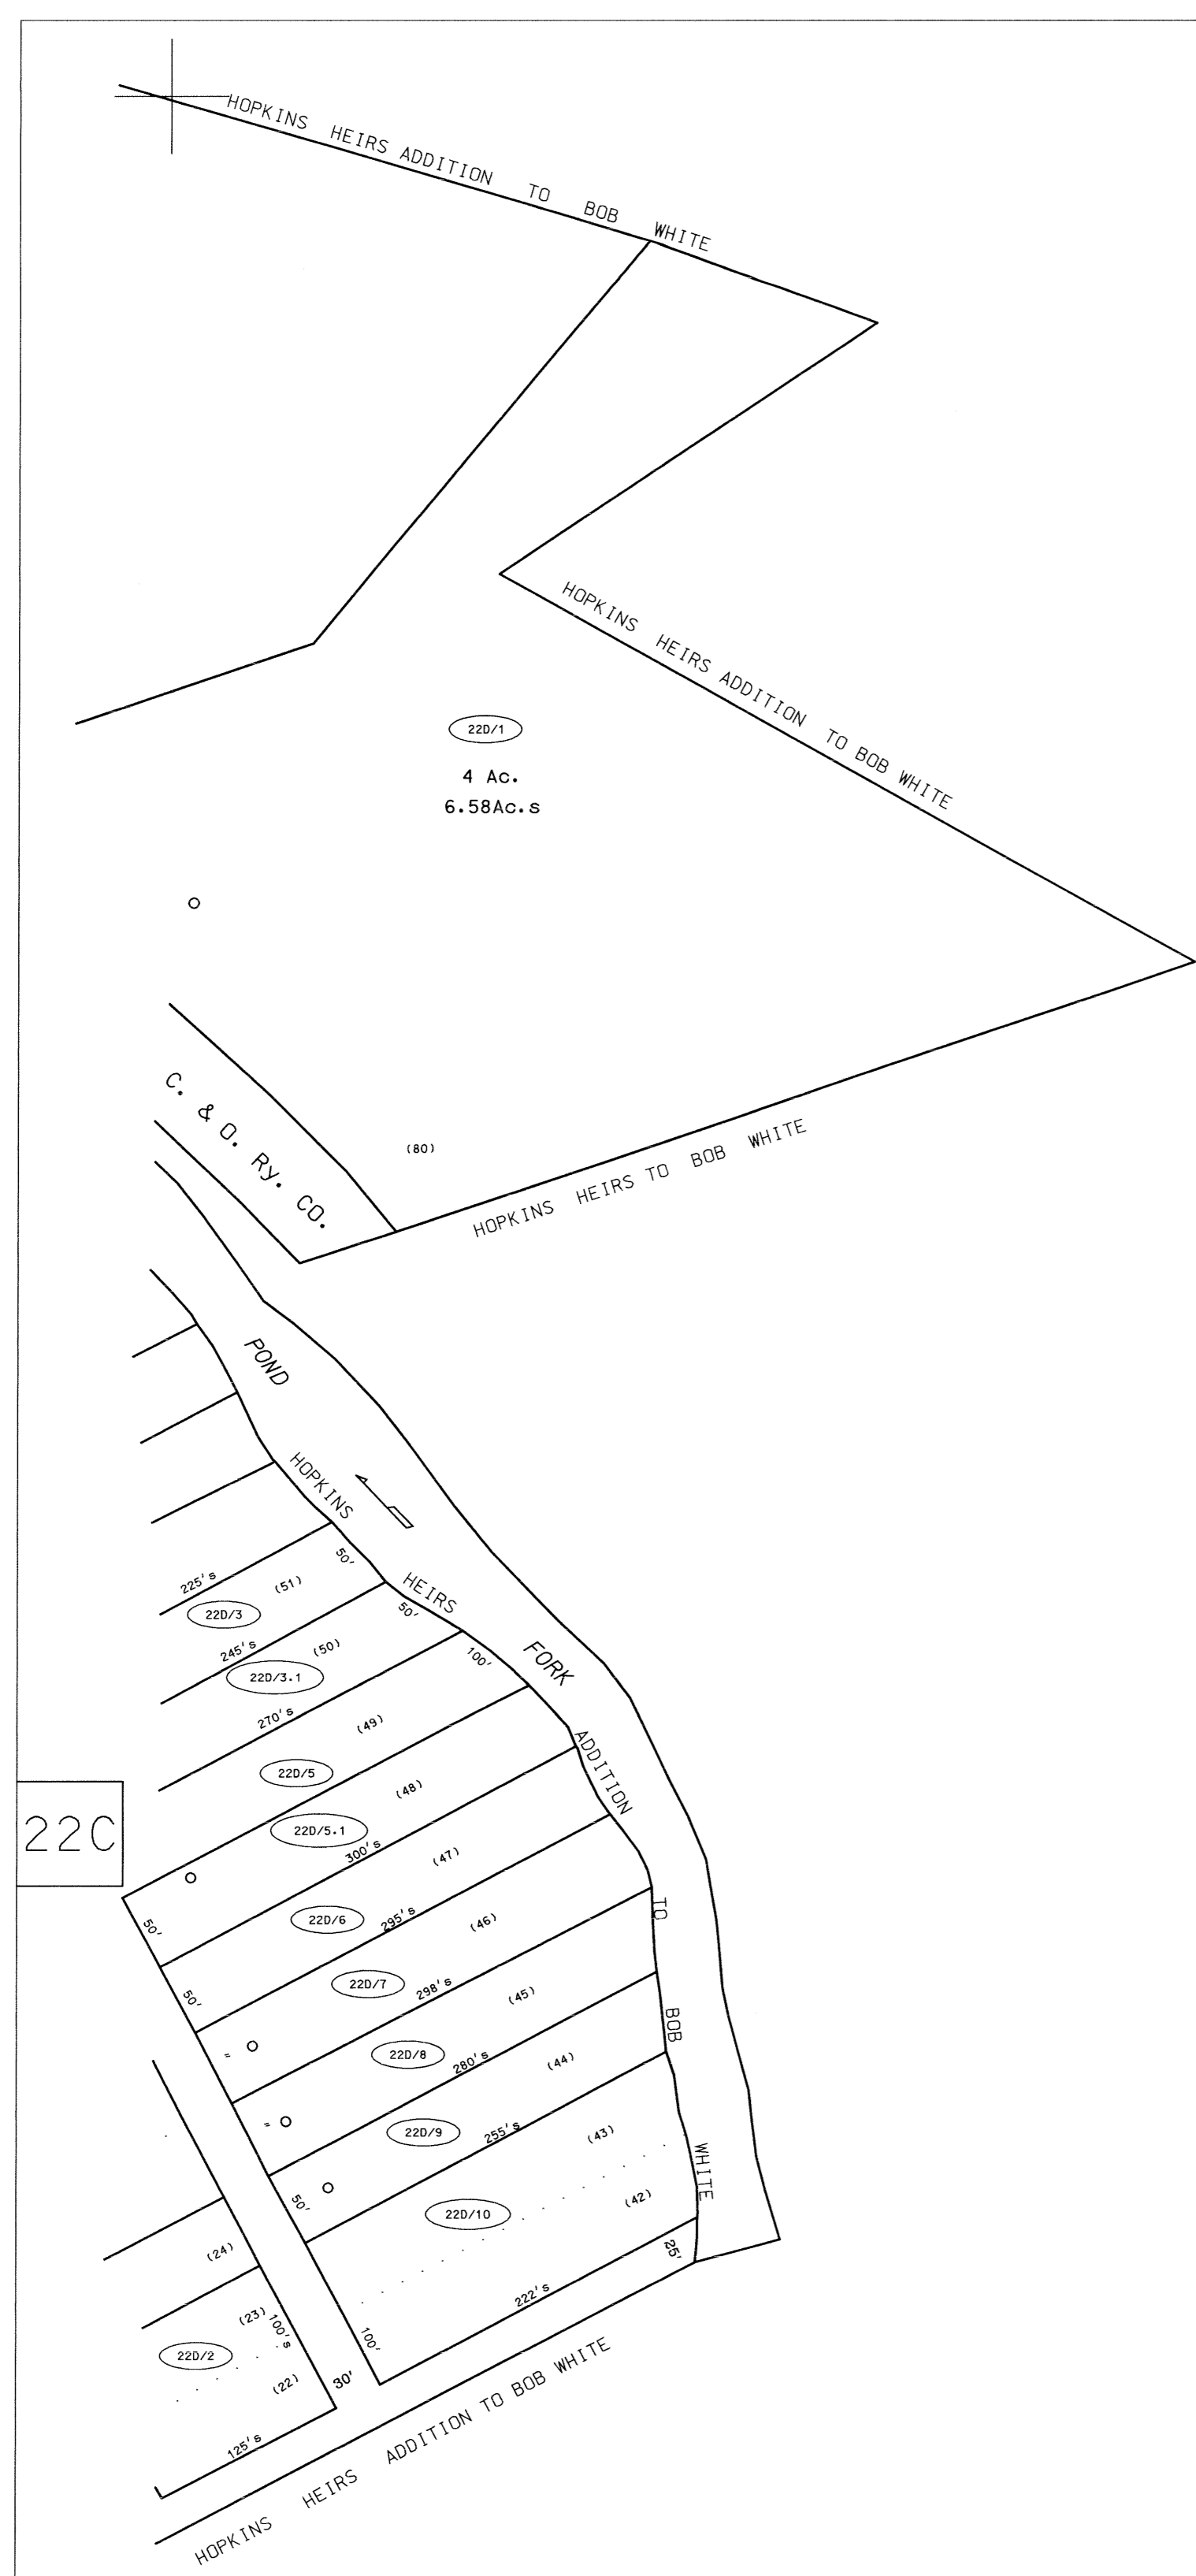 HOPKINS HEIRS ADDITION TO BOB WHITE
HOPKINS HEIRS ADDITION TO BOB WHITE
22D/1
4 Ac.
6.58Ac.s
C. & O. Ry. CO.
(80)
HOPKINS HEIRS TO BOB WHITE
POND FORK
HOPKINS HEIRS ADDITION TO BOB WHITE
50'
225's
(51)
22D/3
50'
245's
(50)
22D/3.1
100'
270's
(49)
22D/5
(48)
22D/5.1
300's
22C
(47)
50'
22D/6
295's
(46)
50'
22D/7
298's
(45)
"
22D/8
280's
(44)
"
22D/9
255's
(43)
50'
22D/10
(42)
(24)
25'
222's
(23)
100's
100'
22D/2
(22)
30'
125's
HOPKINS HEIRS ADDITION TO BOB WHITE